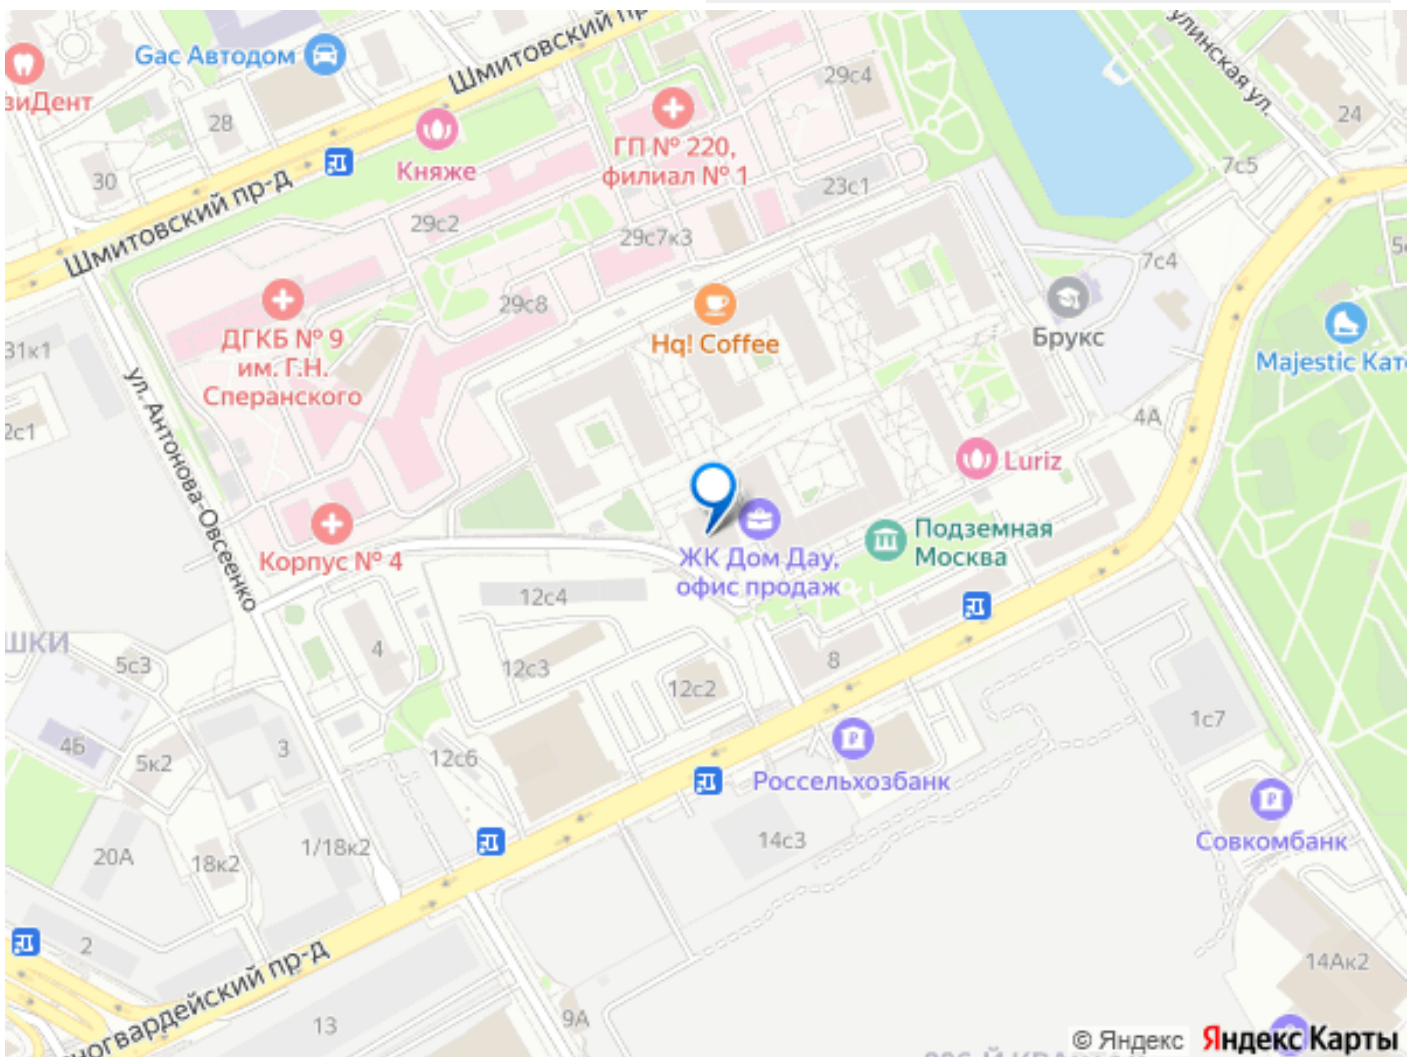 Gac Автодом
Шмитовский пр-д
29с4
улинская ул.
зиДент
28
24
ГП № 220,
филиал № 1
Княже
30
7с5
23с1
Шмитовский пр-д
29с2
29с7к3
7с4
29с8
ДГКБ № 9
им. Г.Н.
Сперанского
Hq! Coffee
Брукс
31к1
Majestic Кат
2с1
4А
ул. Антонова-Овсеенко
Luriz
Подземная
Москва
Корпус № 4
ЖК Дом Дау,
офис продаж
12с4
ШКИ
5с3
4
12с3
8
12с2
1с7
4Б
5к2
3
12с6
Россельхозбанк
Совкомбанк
14с3
20А
18к2
1/18к2
2
ногвардейский пр-д
14Ак2
13
9А
© Яндекс Яндекс Карты